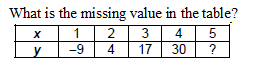 What is the missing value in the table?
x 1 2 3 4 5
y -9 4 17 30 ?